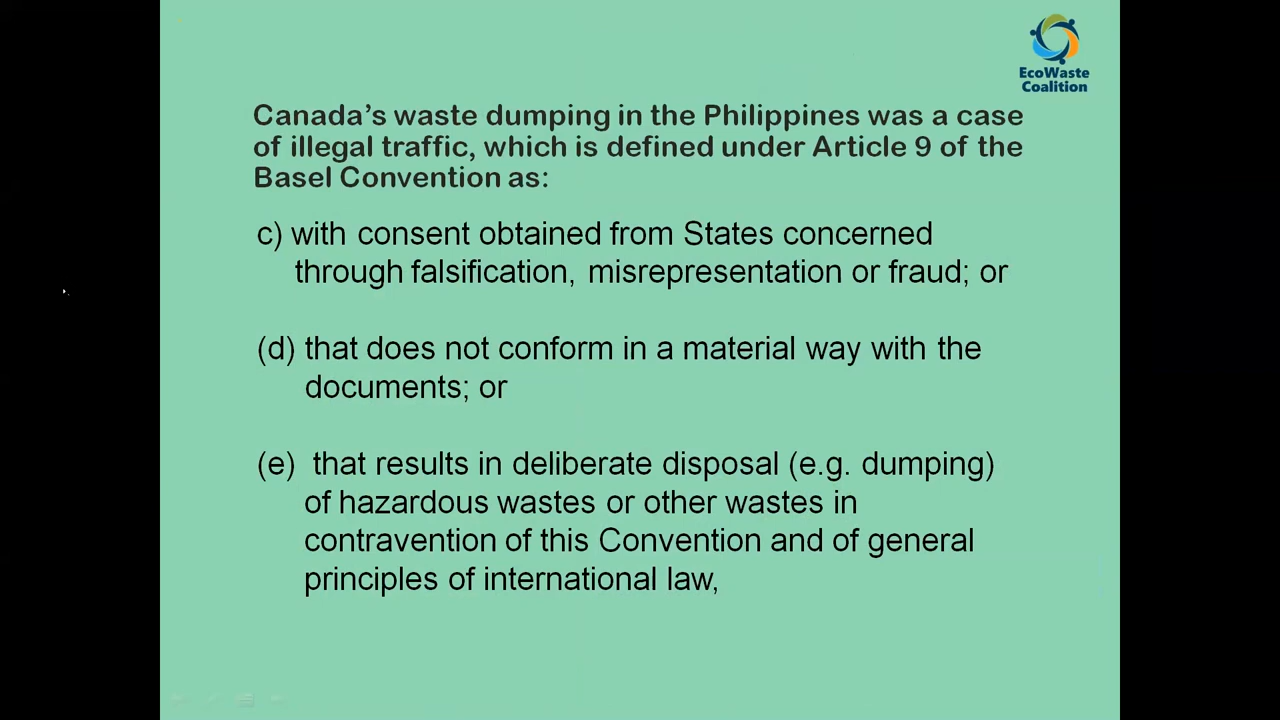 EcoWaste
Coalition
Canada’s waste dumping in the Philippines was a case
of illegal traffic, which is defined under Article 9 of the
Basel Convention as:
c) with consent obtained from States concerned
through falsification, misrepresentation or fraud; or
(d) that does not conform in a material way with the
documents; or
(e) that results in deliberate disposal (e.g. dumping)
of hazardous wastes or other wastes in
contravention of this Convention and of general
principles of international law,